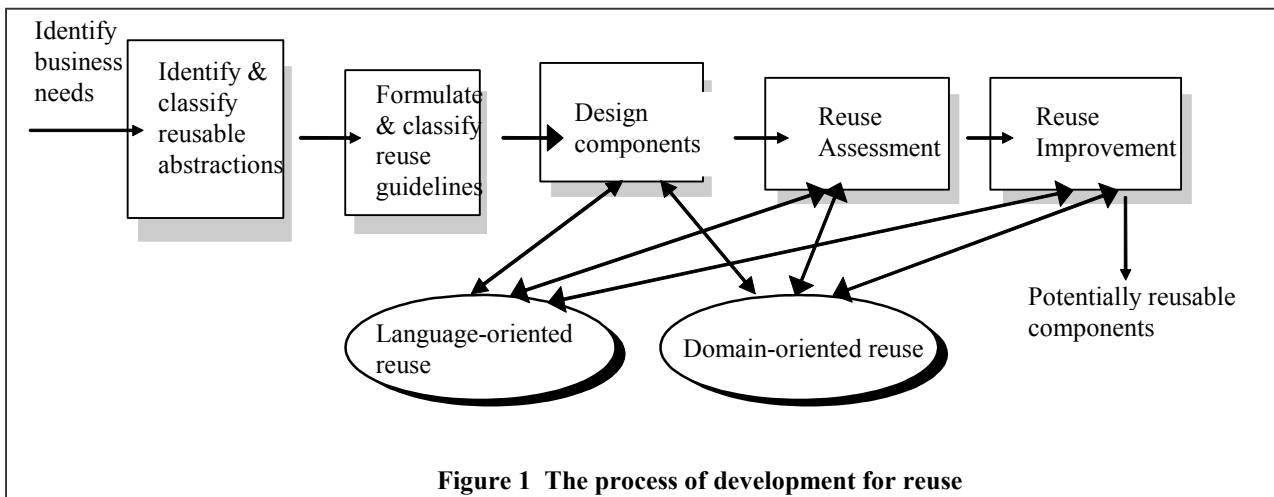 Identify
business
needs
Identify &
classify
reusable
abstractions
Formulate
& classify
reuse
guidelines
Design
components
Reuse
Assessment
Reuse
Improvement
Language-oriented
reuse
Domain-oriented reuse
Potentially reusable
components
Figure 1 The process of development for reuse